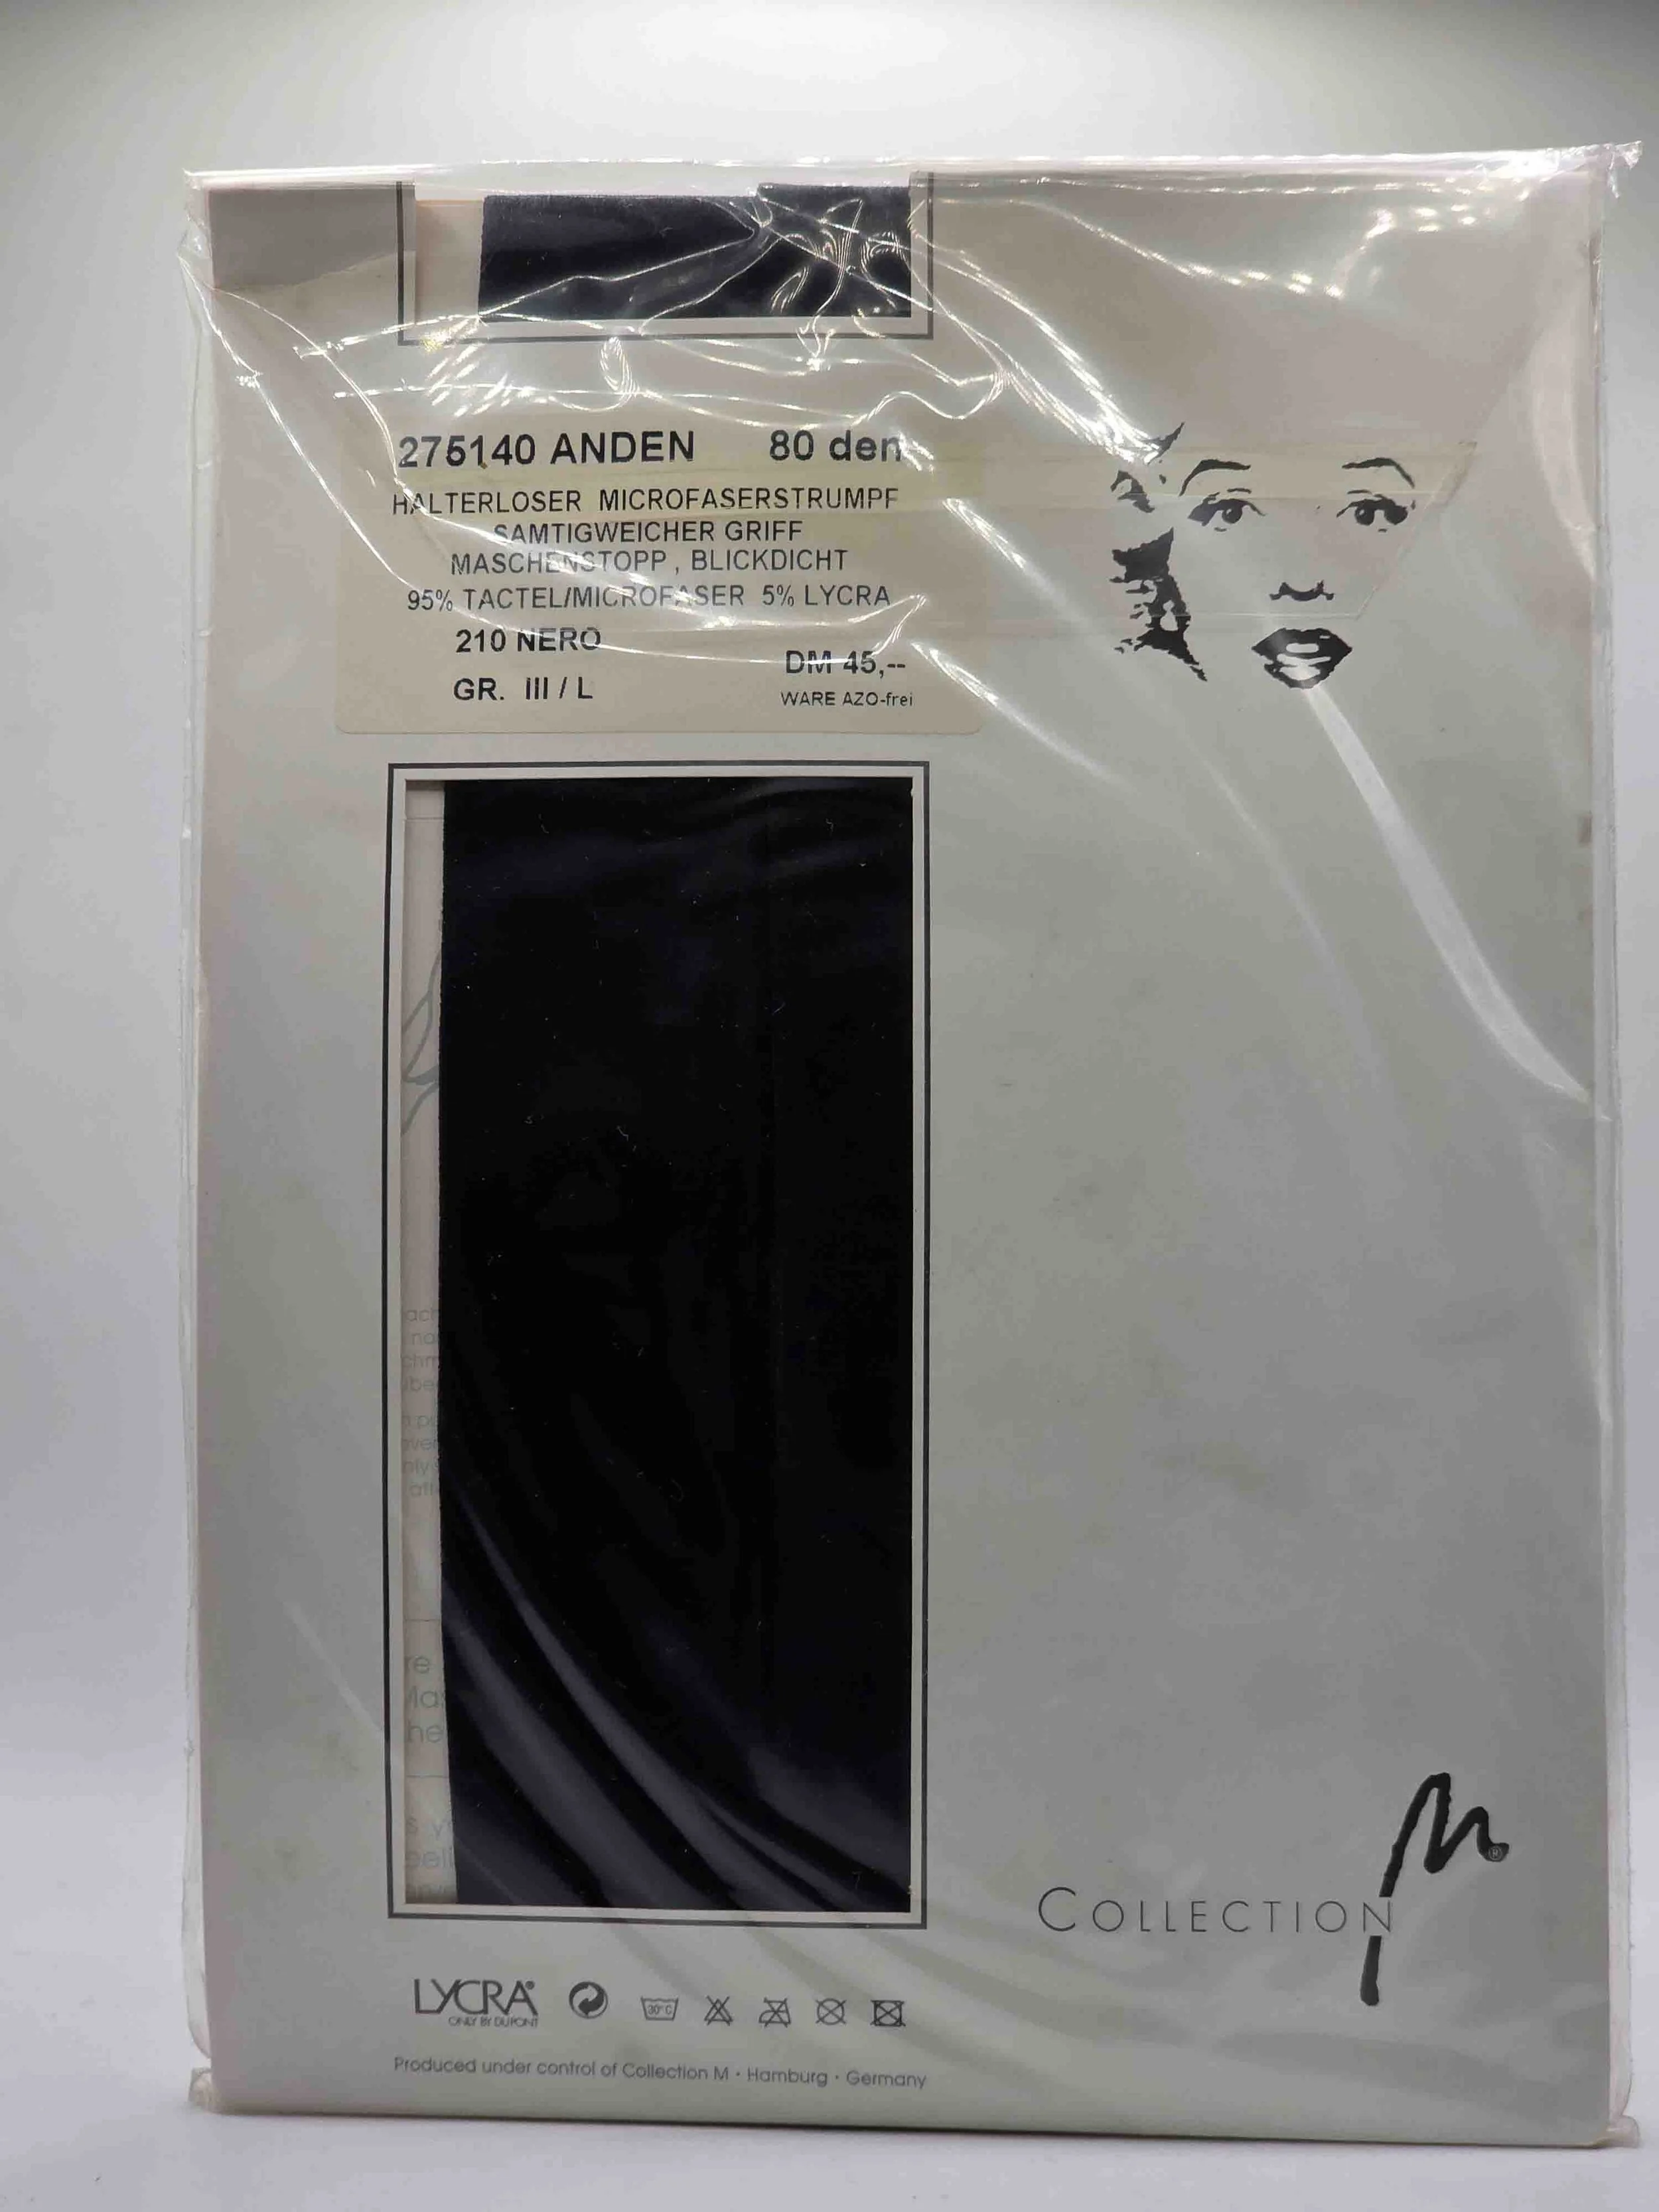 275140 ANDEN 80 den
HALTERLOSER MICROFASERSTRUMPF
SAMTIGWEICHER GRIFF
MASCHENSTOPP, BLICKDICHT
95% TACTEL/MICROFASER 5% LYCRA
210 NERO
DM 45,--
GR. III / L
WARE AZO-frei
M®
COLLECTION
LYCRA®
ONLY BY DUPONT
30°C
Produced under control of Collection M · Hamburg · Germany